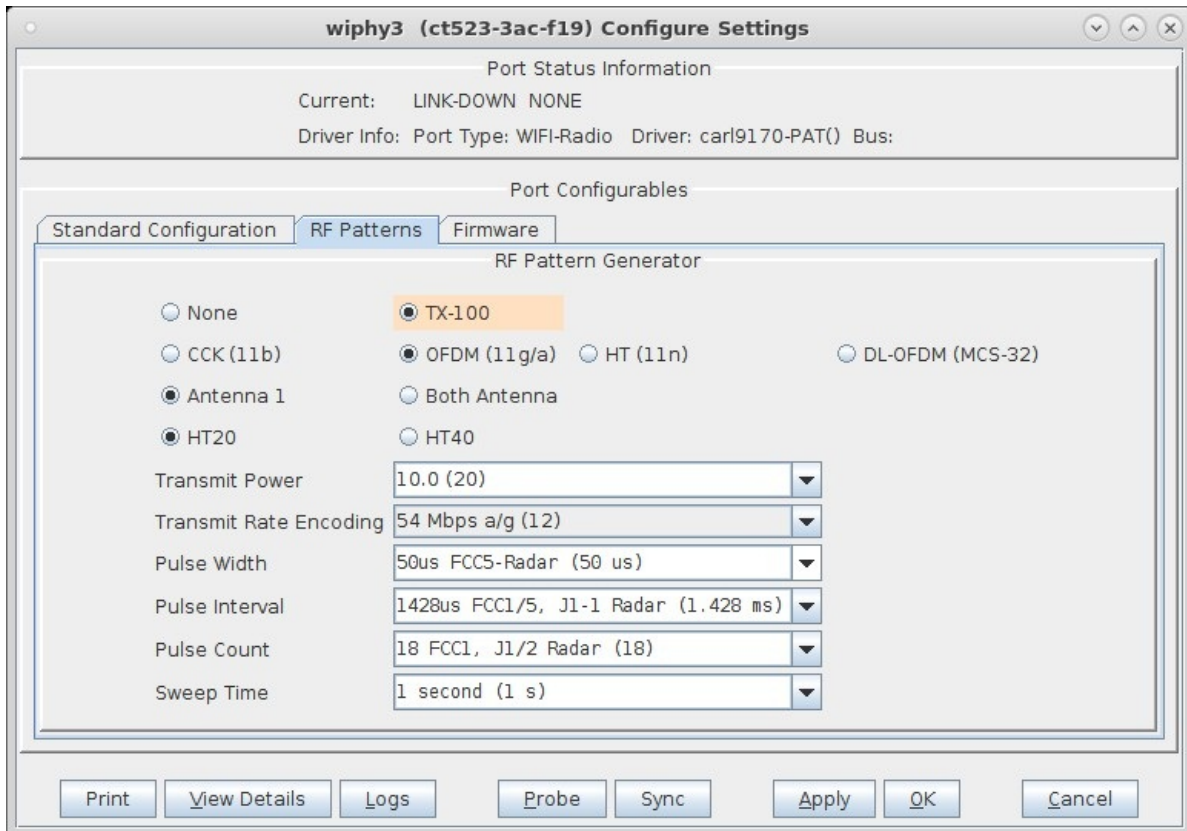 wiphy3 (ct523-3ac-f19) Configure Settings
Port Status Information
Current: LINK-DOWN NONE
Driver Info: Port Type: WIFI-Radio Driver: carl9170-PAT() Bus:
Port Configurables
Standard Configuration RF Patterns Firmware
RF Pattern Generator
None TX-100
CCK (11b) OFDM (11g/a) HT (11n) DL-OFDM (MCS-32)
Antenna 1 Both Antenna
HT20 HT40
Transmit Power 10.0 (20)
Transmit Rate Encoding 54 Mbps a/g (12)
Pulse Width 50us FCC5-Radar (50 us)
Pulse Interval 1428us FCC1/5, J1-1 Radar (1.428 ms)
Pulse Count 18 FCC1, J1/2 Radar (18)
Sweep Time 1 second (1 s)
Print View Details Logs Probe Sync Apply OK Cancel